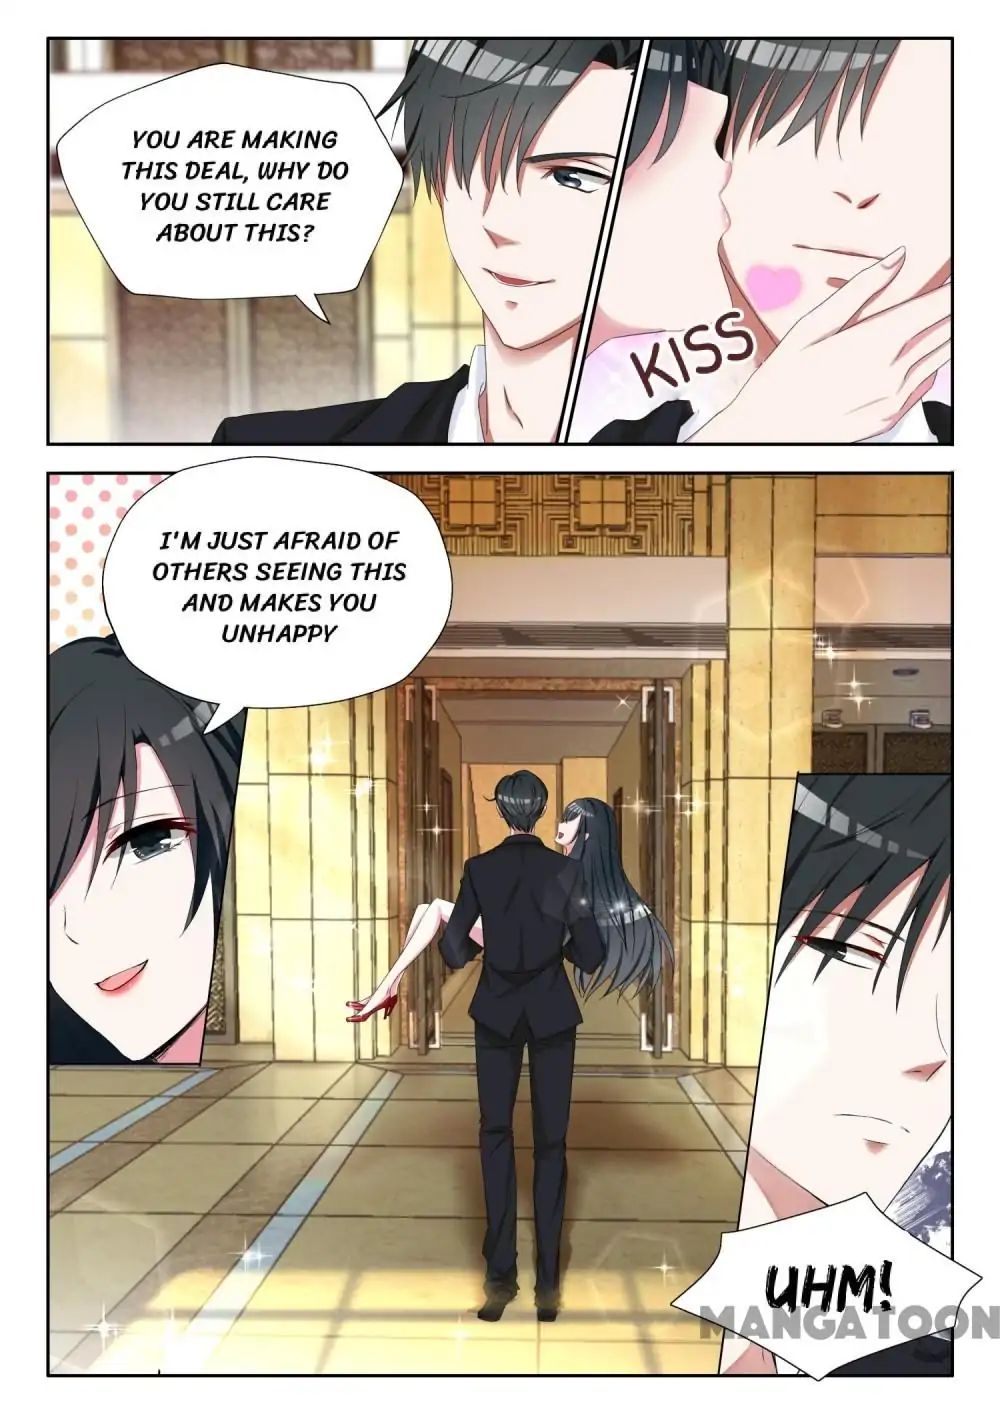 YOU ARE MAKING
THIS DEAL, WHY DO
YOU STILL CARE
ABOUT THIS?
KISS
I'M JUST AFRAID OF
OTHERS SEEING THIS
AND MAKES YOU
UNHAPPY
UHM!
MANGATOON